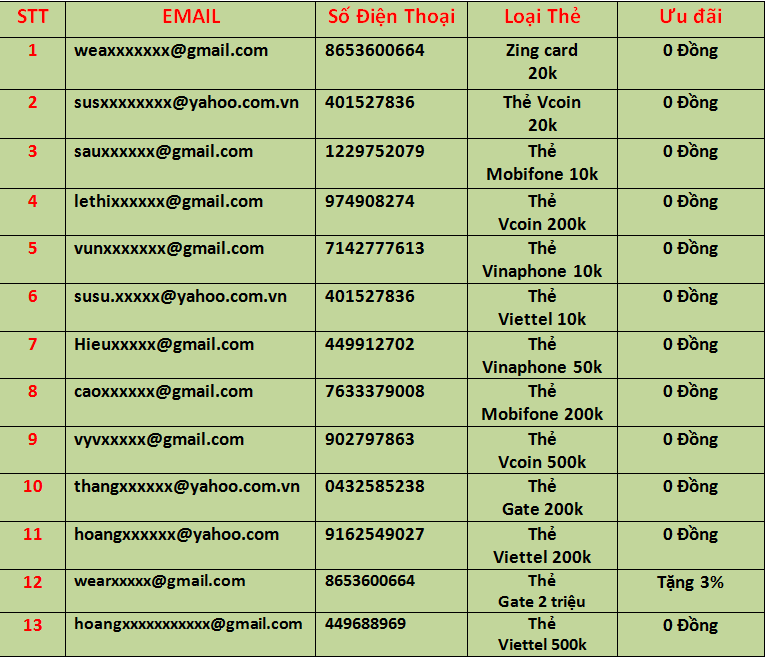 STT EMAIL Số Điện Thoại Loại Thẻ Ưu đãi
1 weaxxxxxxx@gmail.com 8653600664 Zing card 0 Đồng
20k
2 susxxxxxxxx@yahoo.com.vn 401527836 Thẻ Vcoin 0 Đồng
20k
3 sauxxxxxx@gmail.com 1229752079 Thẻ 0 Đồng
Mobifone 10k
4 lethixxxxxx@gmail.com 974908274 Thẻ 0 Đồng
Vcoin 200k
5 vunxxxxxxx@gmail.com 7142777613 Thẻ 0 Đồng
Vinaphone 10k
6 susu.xxxxx@yahoo.com.vn 401527836 Thẻ 0 Đồng
Viettel 10k
7 Hieuxxxxx@gmail.com 449912702 Thẻ 0 Đồng
Vinaphone 50k
8 caoxxxxxx@gmail.com 7633379008 Thẻ 0 Đồng
Mobifone 200k
9 vyvxxxxx@gmail.com 902797863 Thẻ 0 Đồng
Vcoin 500k
10 thangxxxxxx@yahoo.com.vn 0432585238 Thẻ 0 Đồng
Gate 200k
11 hoangxxxxxx@yahoo.com 9162549027 Thẻ 0 Đồng
Viettel 200k
12 wearxxxxx@gmail.com 8653600664 Thẻ Tặng 3%
Gate 2 triệu
13 hoangxxxxxxxxxxx@gmail.com 449688969 Thẻ 0 Đồng
Viettel 500k